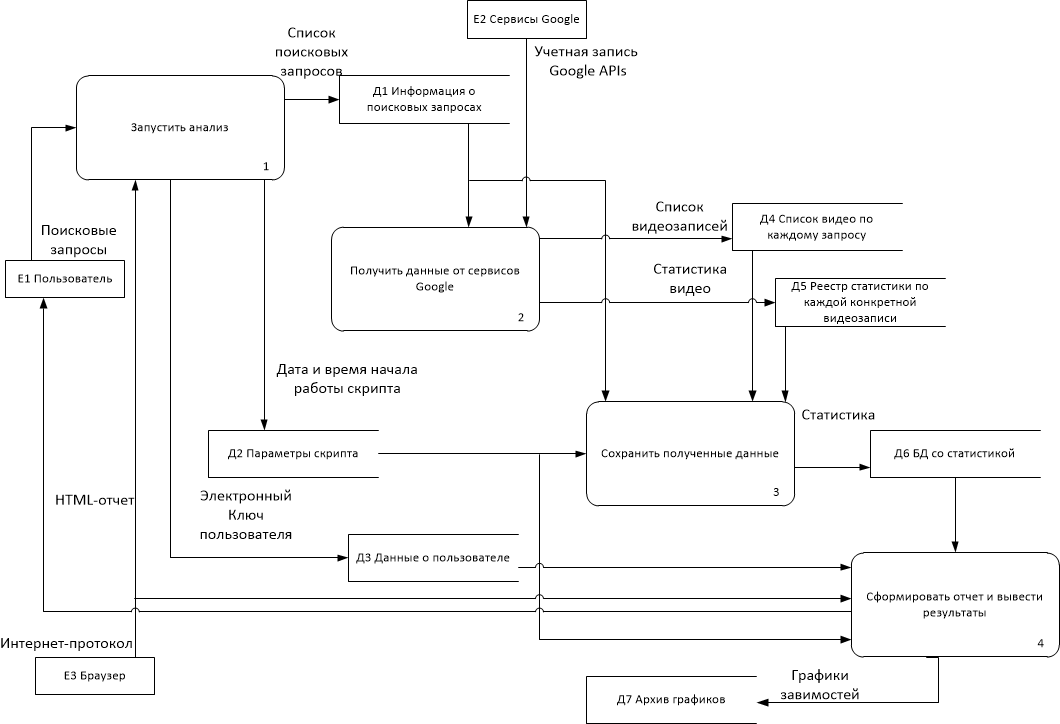 Е2 Сервисы Google
Список
поисковых
запросов
Учетная запись
Google APIs
Д1 Информация о
поисковых запросах
Запустить анализ
1
Поисковые
запросы
Е1 Пользователь
Список
видеозаписей
Д4 Список видео по
каждому запросу
Получить данные от сервисов
Google
2
Статистика
видео
Д5 Реестр статистики по
каждой конкретной
видеозаписи
Дата и время начала
работы скрипта
Статистика
Д2 Параметры скрипта
Сохранить полученные данные
3
Д6 БД со статистикой
HTML-отчет
Электронный
Ключ
пользователя
Д3 Данные о пользователе
Сформировать отчет и вывести
результаты
4
Интернет-протокол
Е3 Браузер
Графики
завимостей
Д7 Архив графиков